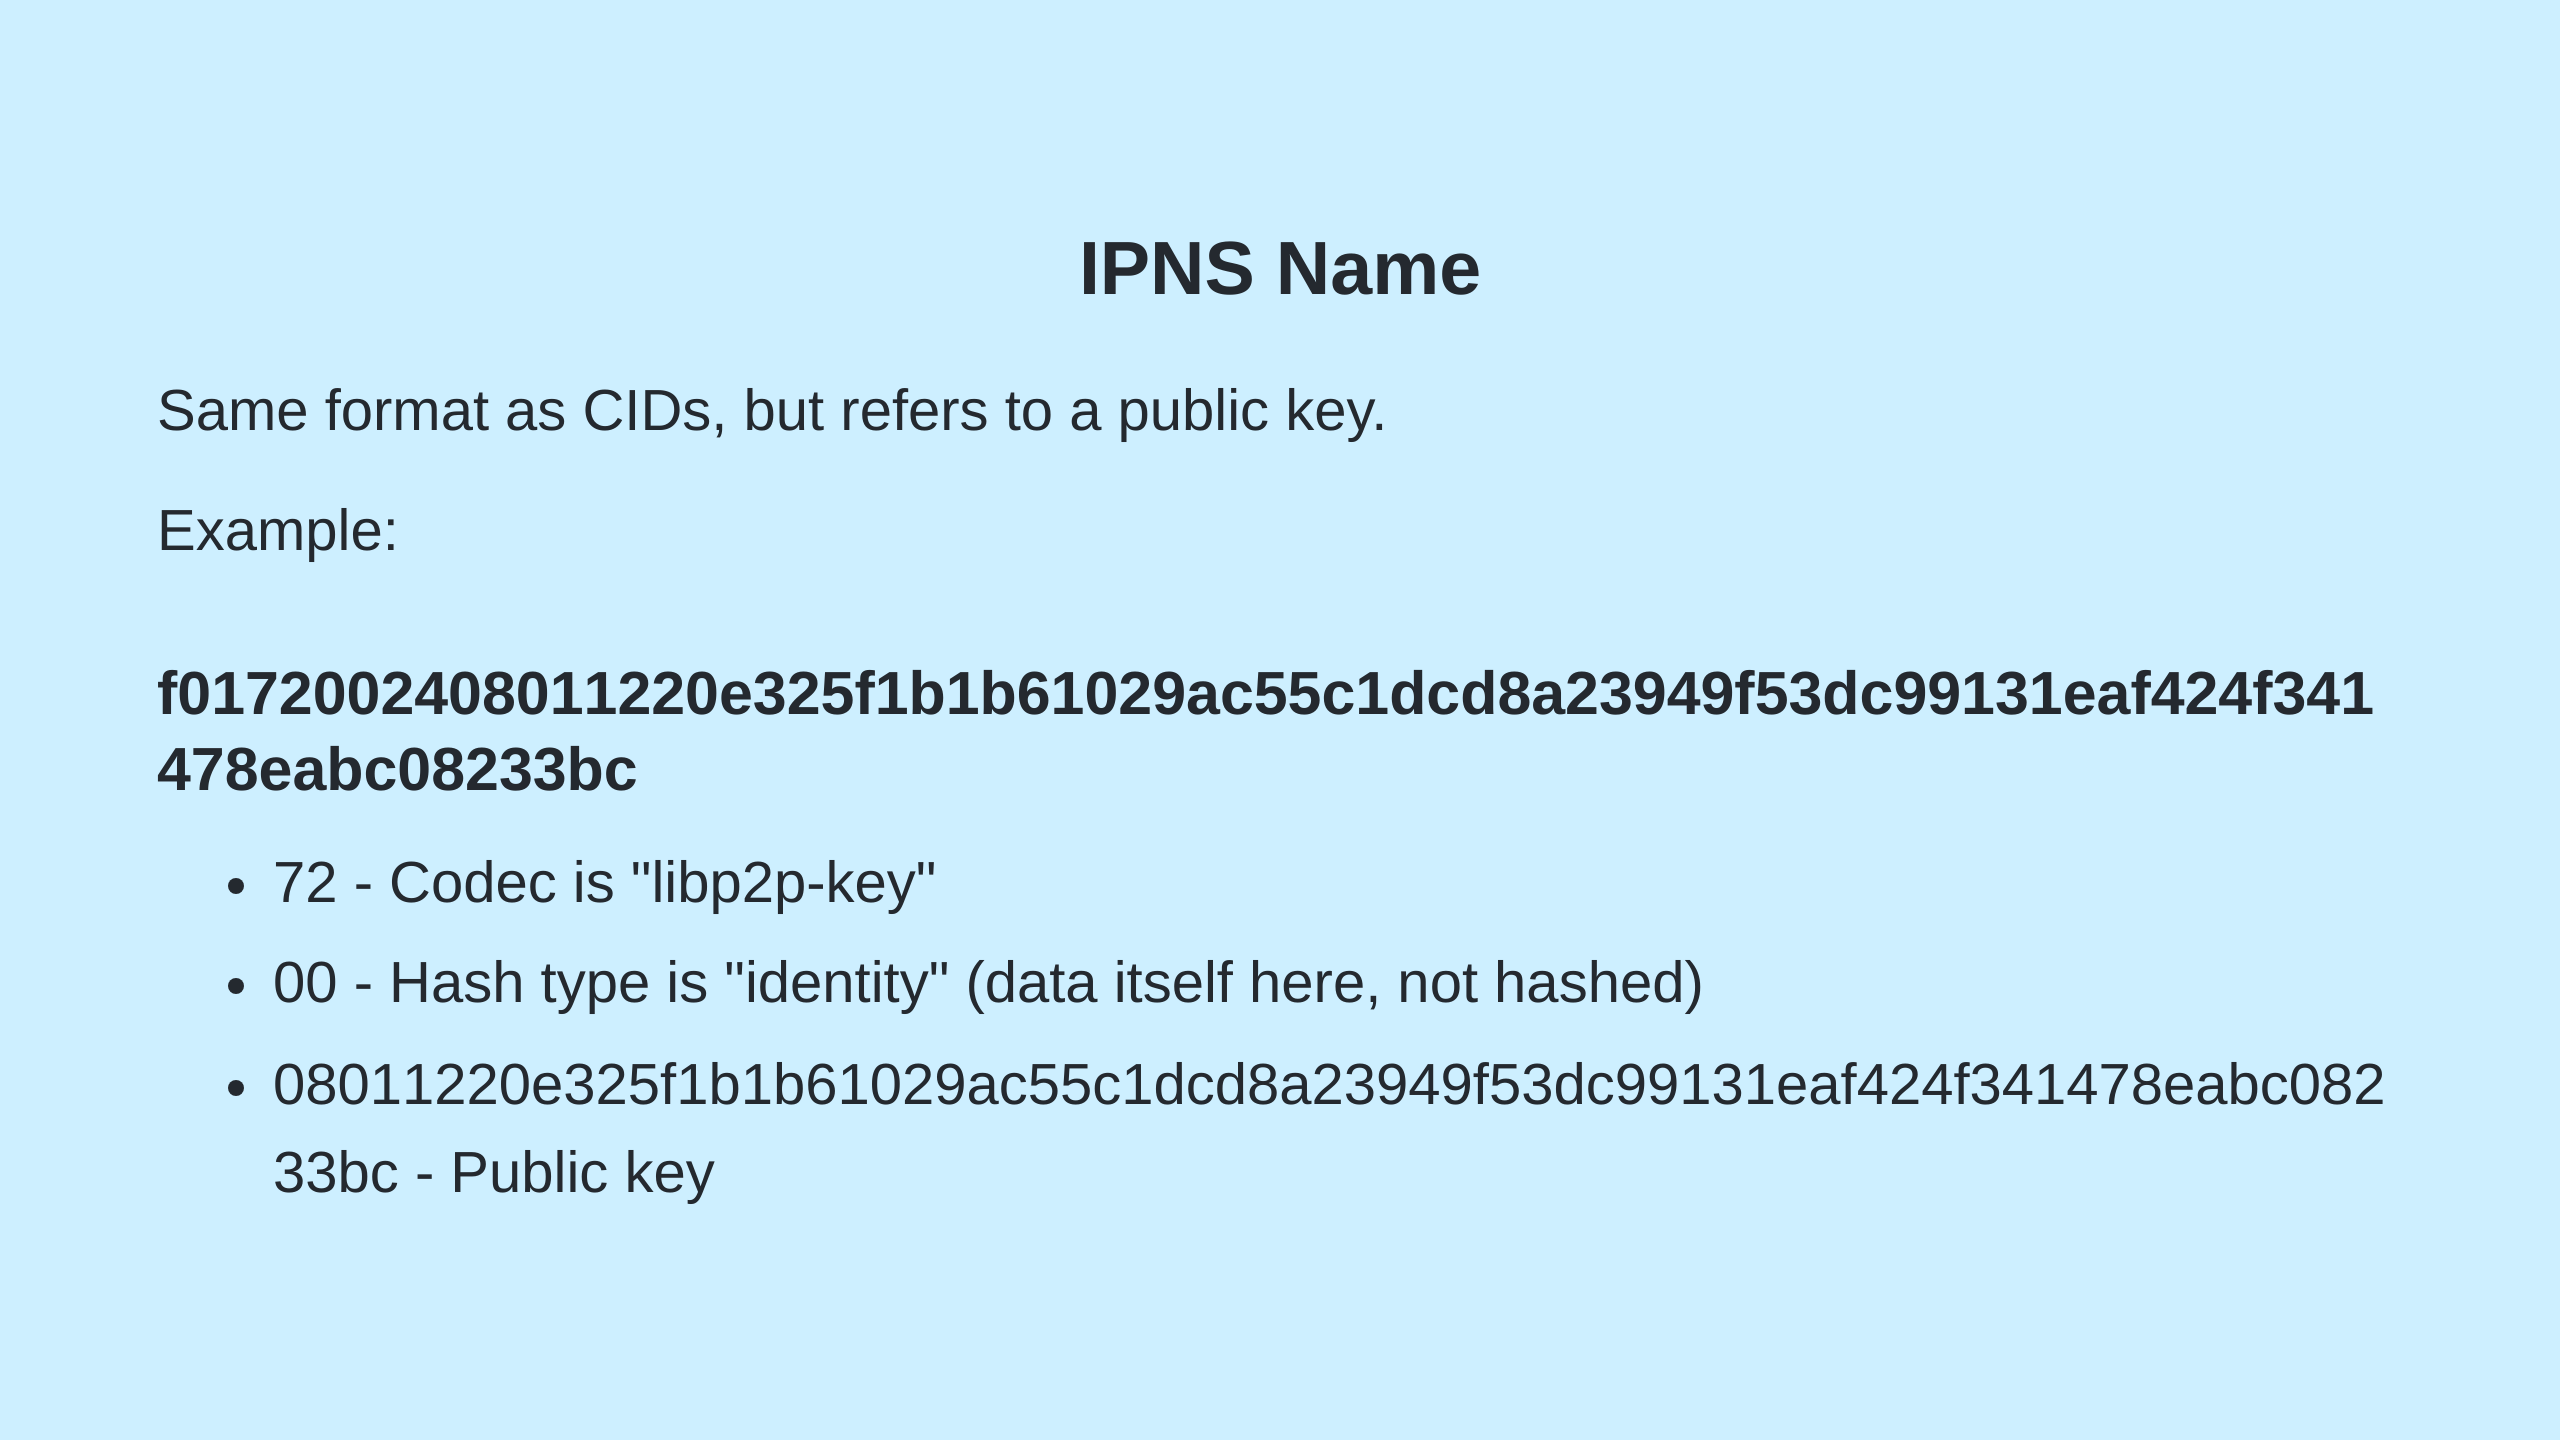 IPNS Name
Same format as CIDs, but refers to a public key.
Example:
f0172002408011220e325f1b1b61029ac55c1dcd8a23949f53dc99131eaf424f341
478eabc08233bc
• 72 - Codec is "libp2p-key"
• 00 - Hash type is "identity" (data itself here, not hashed)
• 08011220e325f1b1b61029ac55c1dcd8a23949f53dc99131eaf424f341478eabc082
33bc - Public key